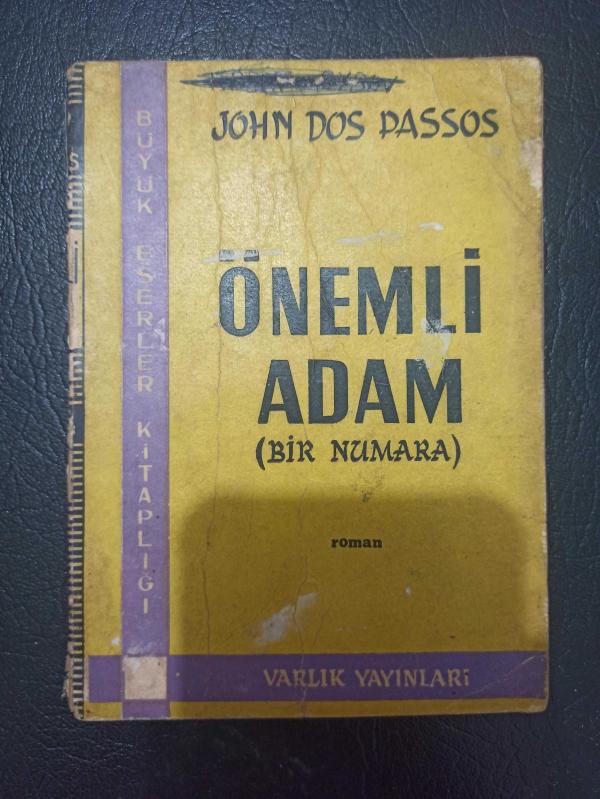 JOHN DOS PASSOS
ÖNEMLİ
ADAM
(BİR NUMARA)
roman
BÜYÜK ESERLER KİTAPLIĞI
VARLIK YAYINLARI